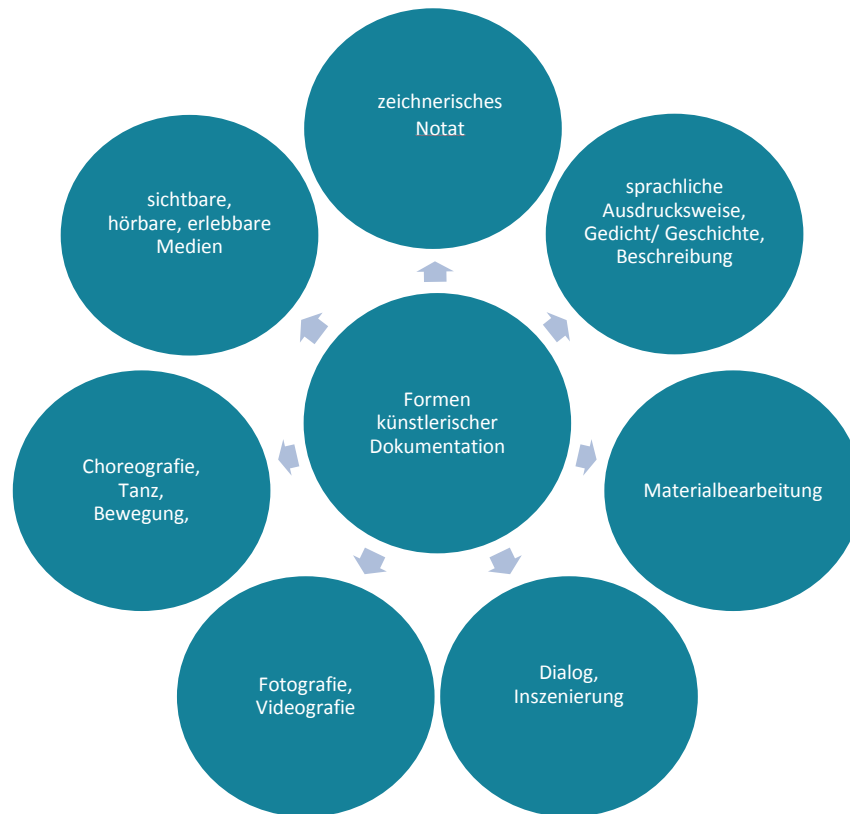 zeichnerisches
Notat
sprachliche
Ausdrucksweise,
Gedicht/ Geschichte,
Beschreibung
Materialbearbeitung
Dialog,
Inszenierung
Fotografie,
Videografie
Choreografie,
Tanz,
Bewegung,
sichtbare,
hörbare, erlebbare
Medien
Formen
künstlerischer
Dokumentation